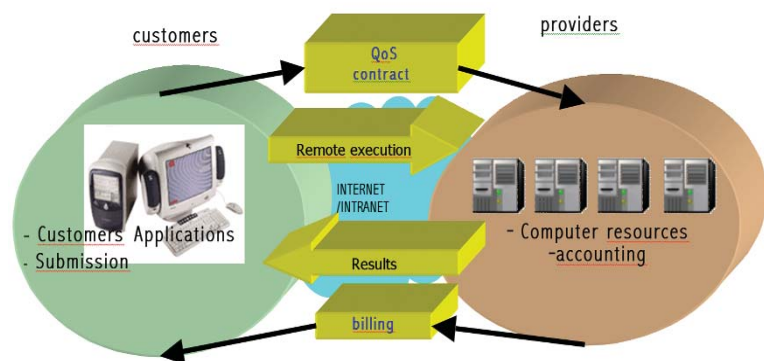 customers
providers
QoS
contract
Remote execution
INTERNET
/INTRANET
- Customers Applications
- Submission
- Computer resources
-accounting
Results
billing